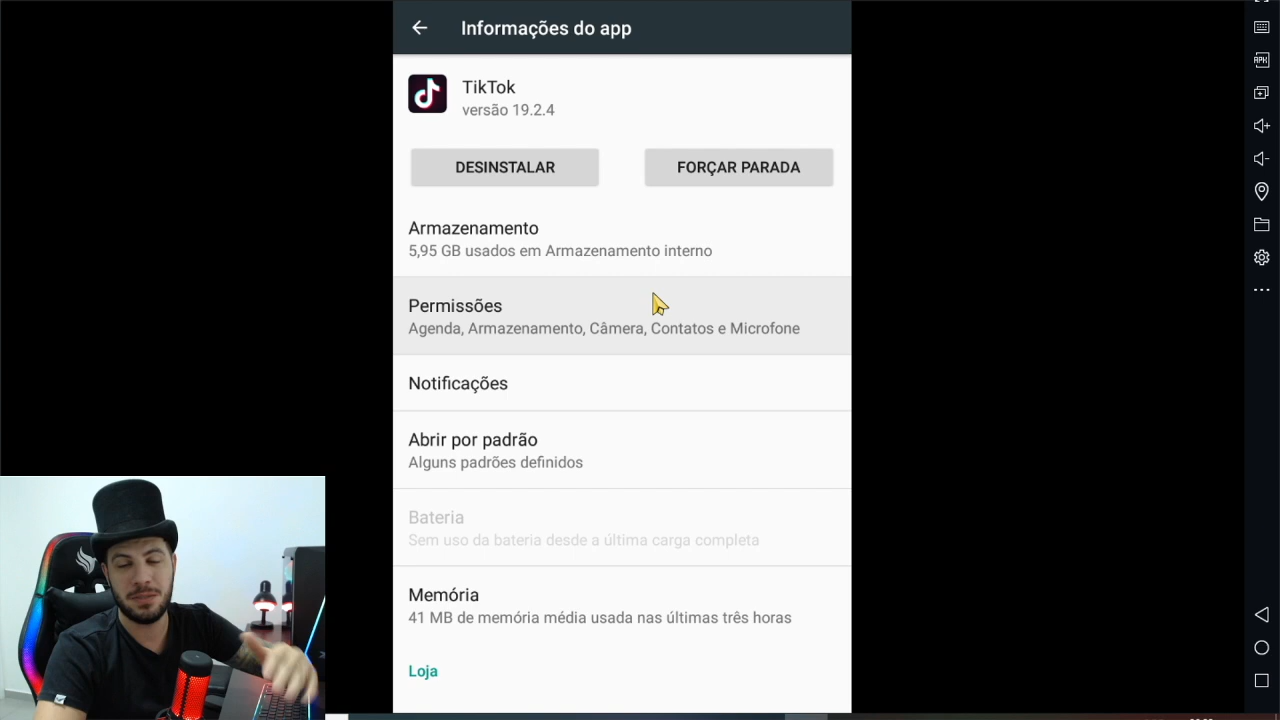 Informações do app
TikTok
versão 19.2.4
DESINSTALAR
FORÇAR PARADA
Armazenamento
5,95 GB usados em Armazenamento interno
Permissões
Agenda, Armazenamento, Câmera, Contatos e Microfone
Notificações
Abrir por padrão
Alguns padrões definidos
Bateria
Sem uso da bateria desde a última carga completa
Memória
41 MB de memória média usada nas últimas três horas
Loja
APK